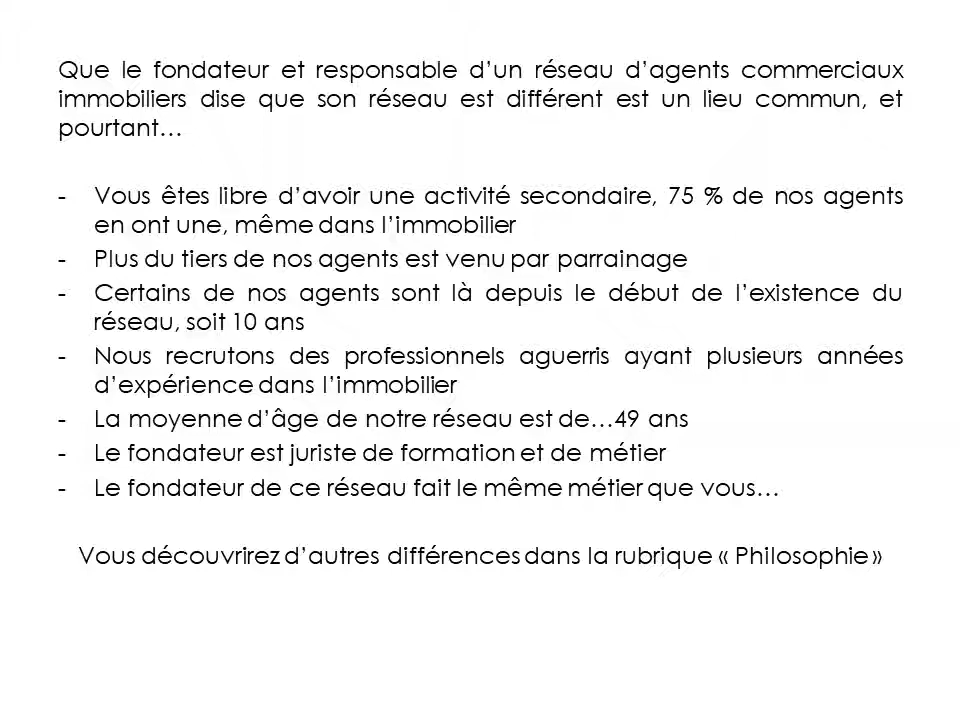 Que le fondateur et responsable d’un réseau d’agents commerciaux
immobiliers dise que son réseau est différent est un lieu commun, et
pourtant…
- Vous êtes libre d’avoir une activité secondaire, 75 % de nos agents
en ont une, même dans l’immobilier
- Plus du tiers de nos agents est venu par parrainage
- Certains de nos agents sont là depuis le début de l’existence du
réseau, soit 10 ans
- Nous recrutons des professionnels aguerris ayant plusieurs années
d’expérience dans l’immobilier
- La moyenne d’âge de notre réseau est de…49 ans
- Le fondateur est juriste de formation et de métier
- Le fondateur de ce réseau fait le même métier que vous…
Vous découvrirez d’autres différences dans la rubrique « Philosophie »